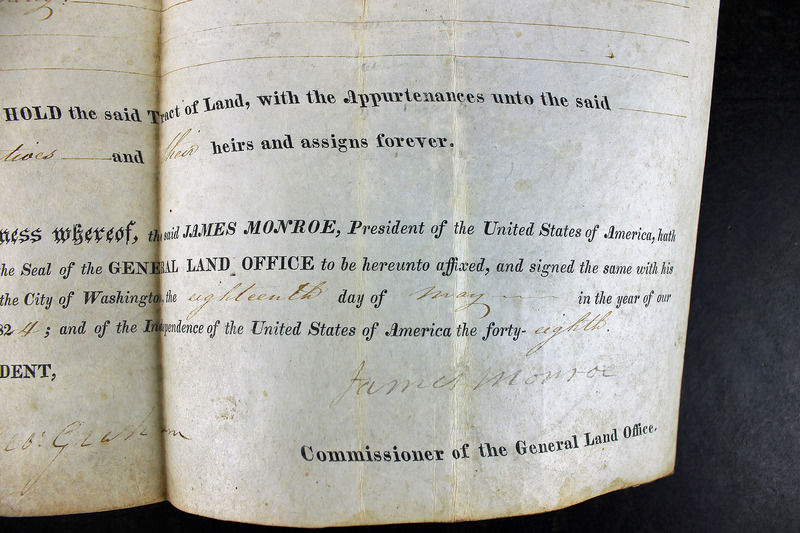 HOLD the said Tract of Land, with the Appurtenances unto the said
and their heirs and assigns forever.
whereof, the said JAMES MONROE, President of the United States of America, hath
the Seal of the GENERAL LAND OFFICE to be hereunto affixed, and signed the same with his
the City of Washington, the eighteenth day of may in the year of our
824; and of the Independence of the United States of America the forty-eighth.
DENT,
James Monroe
Graham
Commissioner of the General Land Office.